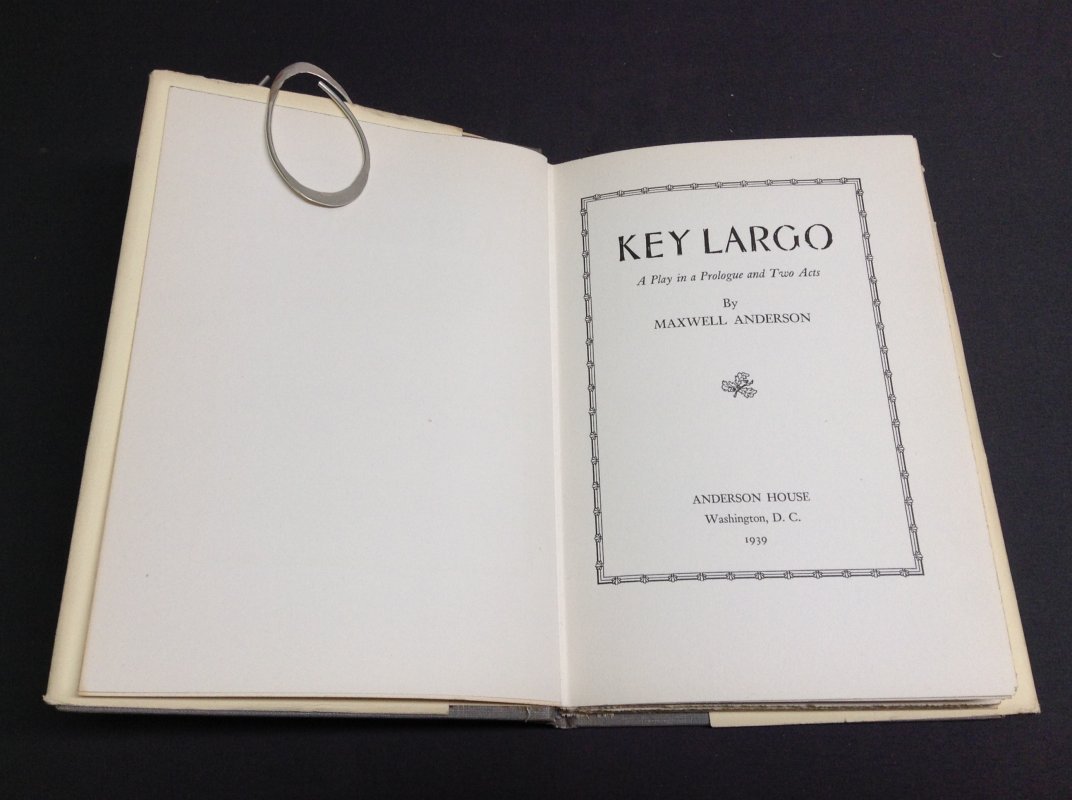 KEY LARGO
A Play in a Prologue and Two Acts
By
MAXWELL ANDERSON
ANDERSON HOUSE
Washington, D. C.
1939